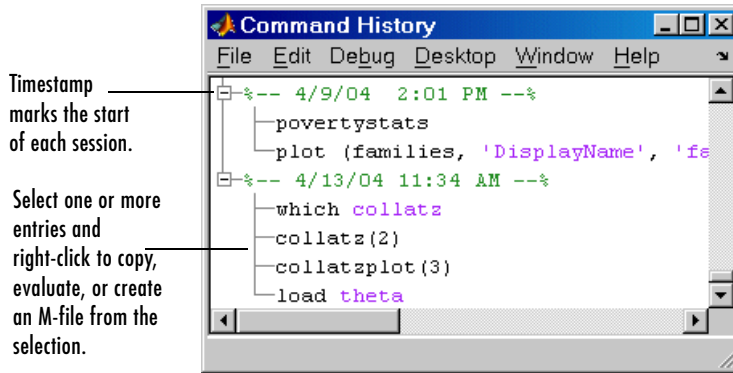 Command History
File Edit Debug Desktop Window Help
Timestamp
marks the start
of each session.
%-- 4/9/04 2:01 PM --%
povertystats
plot (families, 'DisplayName', 'fa
%-- 4/13/04 11:34 AM --%
which collatz
collatz(2)
collatzplot(3)
load theta
Select one or more
entries and
right-click to copy,
evaluate, or create
an M-file from the
selection.